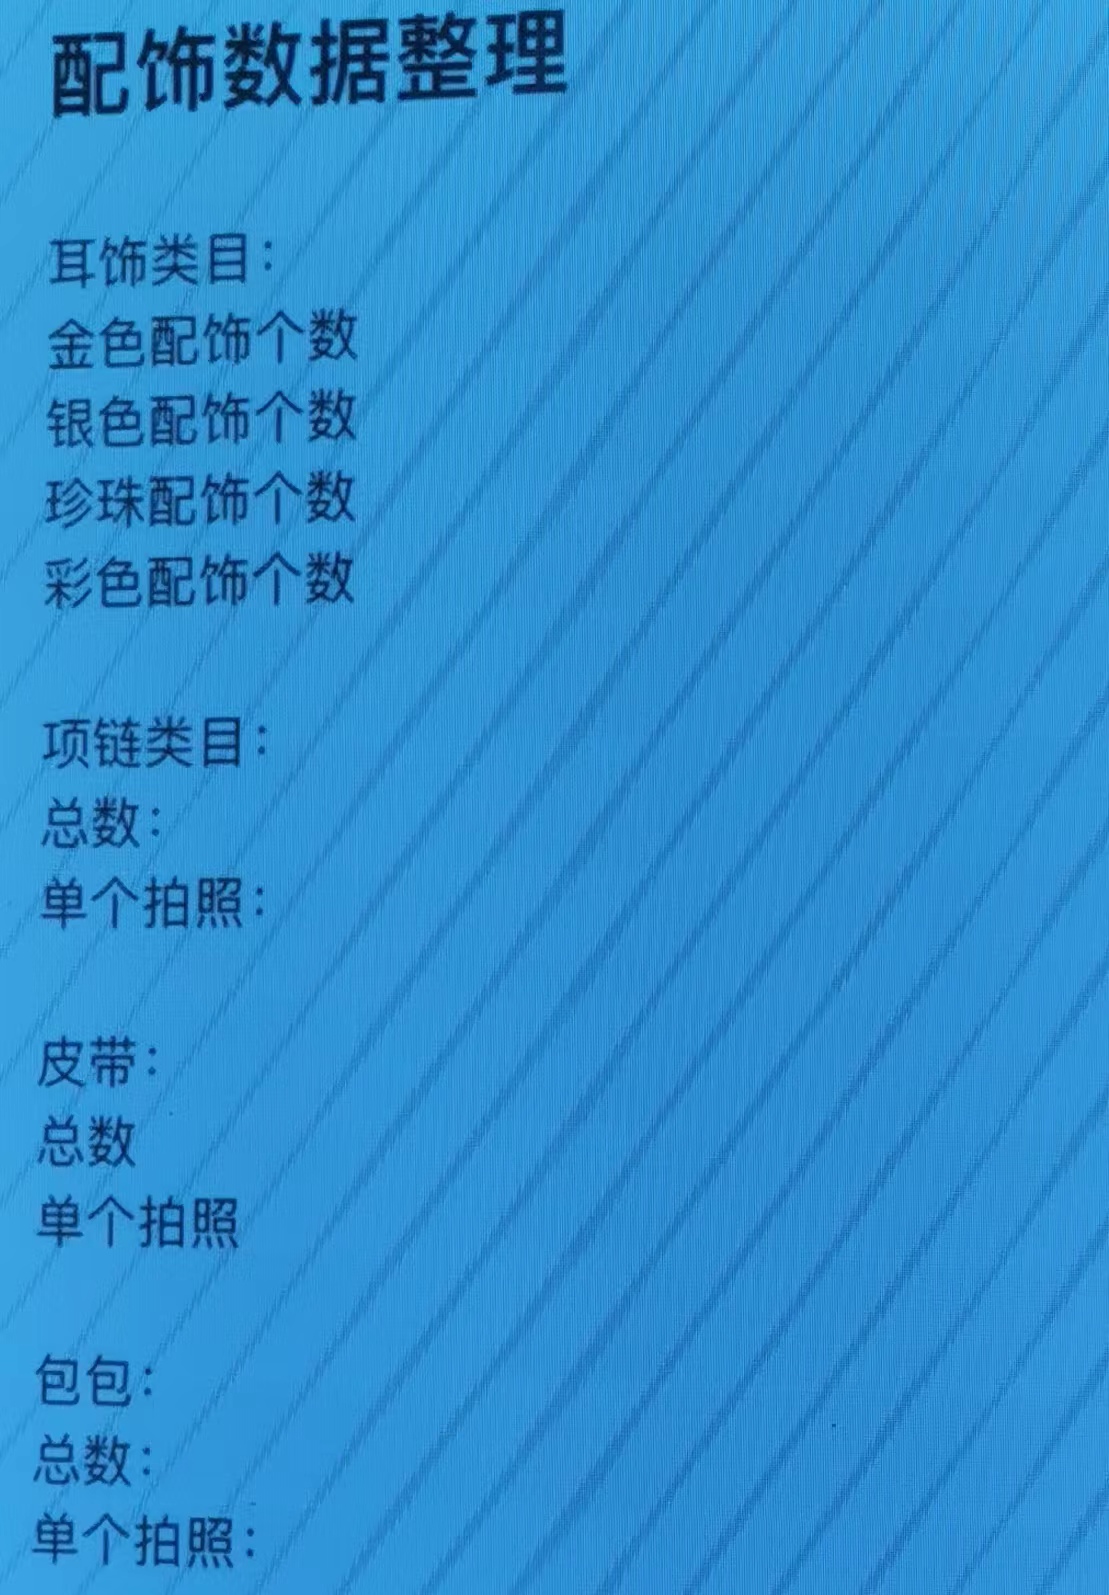 配饰数据整理
耳饰类目：
金色配饰个数
银色配饰个数
珍珠配饰个数
彩色配饰个数
项链类目：
总数：
单个拍照：
皮带：
总数
单个拍照
包包：
总数：
单个拍照：